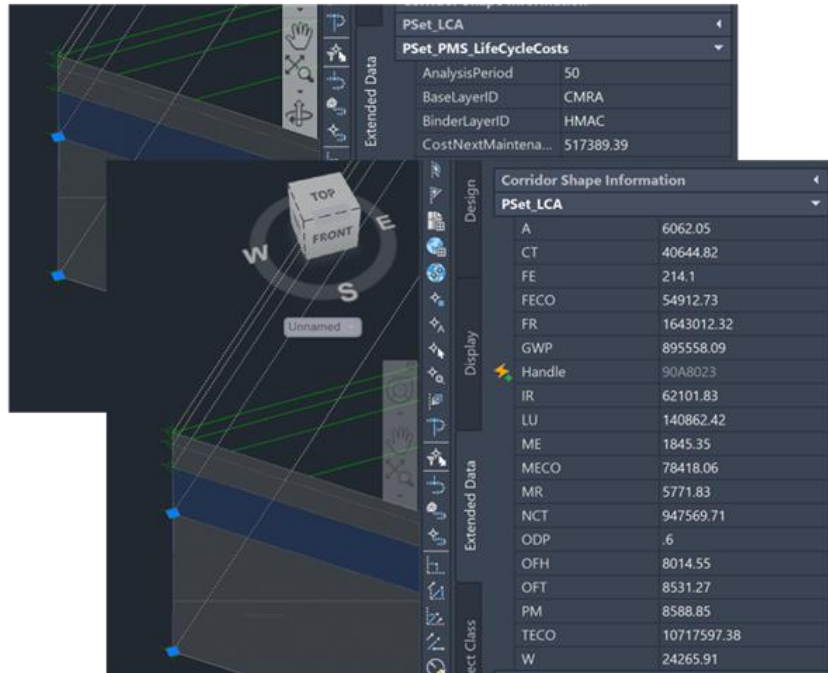 PSet_LCA
PSet_PMS_LifeCycleCosts
AnalysisPeriod 50
BaseLayerID CMRA
BinderLayerID HMAC
CostNextMaintena... 517389.39
Extended Data
TOP
FRONT
W
E
S
Unnamed
Design
Display
Extended Data
ect Class
Corridor Shape Information
PSet_LCA
A 6062.05
CT 40644.82
FE 214.1
FECO 54912.73
FR 1643012.32
GWP 895558.09
Handle 90A8023
IR 62101.83
LU 140862.42
ME 1845.35
MECO 78418.06
MR 5771.83
NCT 947569.71
ODP .6
OFH 8014.55
OFT 8531.27
PM 8588.85
TECO 10717597.38
W 24265.91